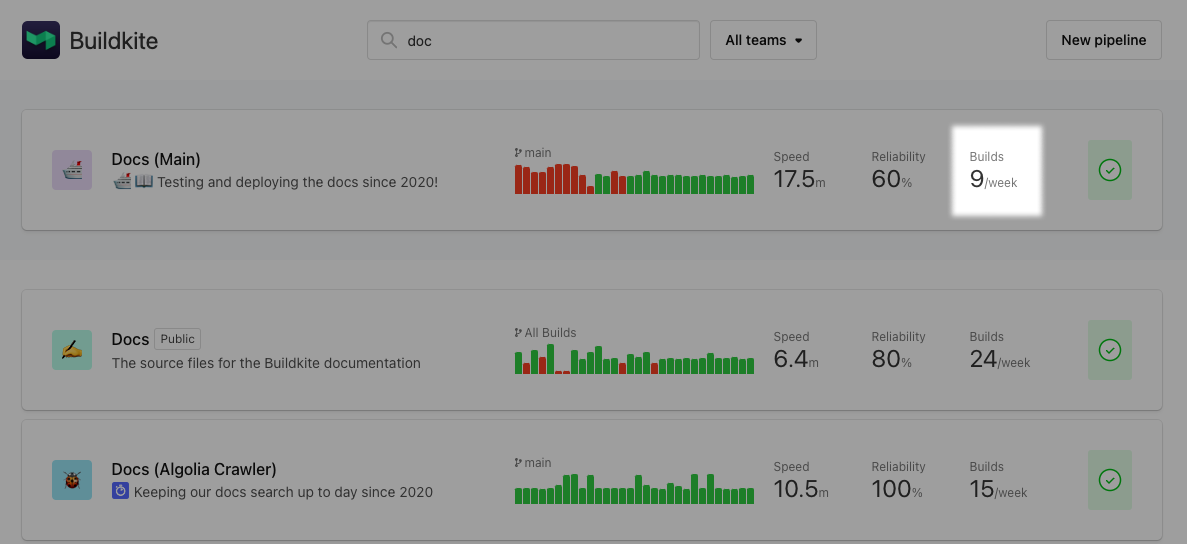 Buildkite
doc
All teams
New pipeline
Docs (Main)
Testing and deploying the docs since 2020!
main
Speed
17.5m
Reliability
60%
Builds
9/week
Docs Public
The source files for the Buildkite documentation
All Builds
Speed
6.4m
Reliability
80%
Builds
24/week
Docs (Algolia Crawler)
Keeping our docs search up to day since 2020
main
Speed
10.5m
Reliability
100%
Builds
15/week